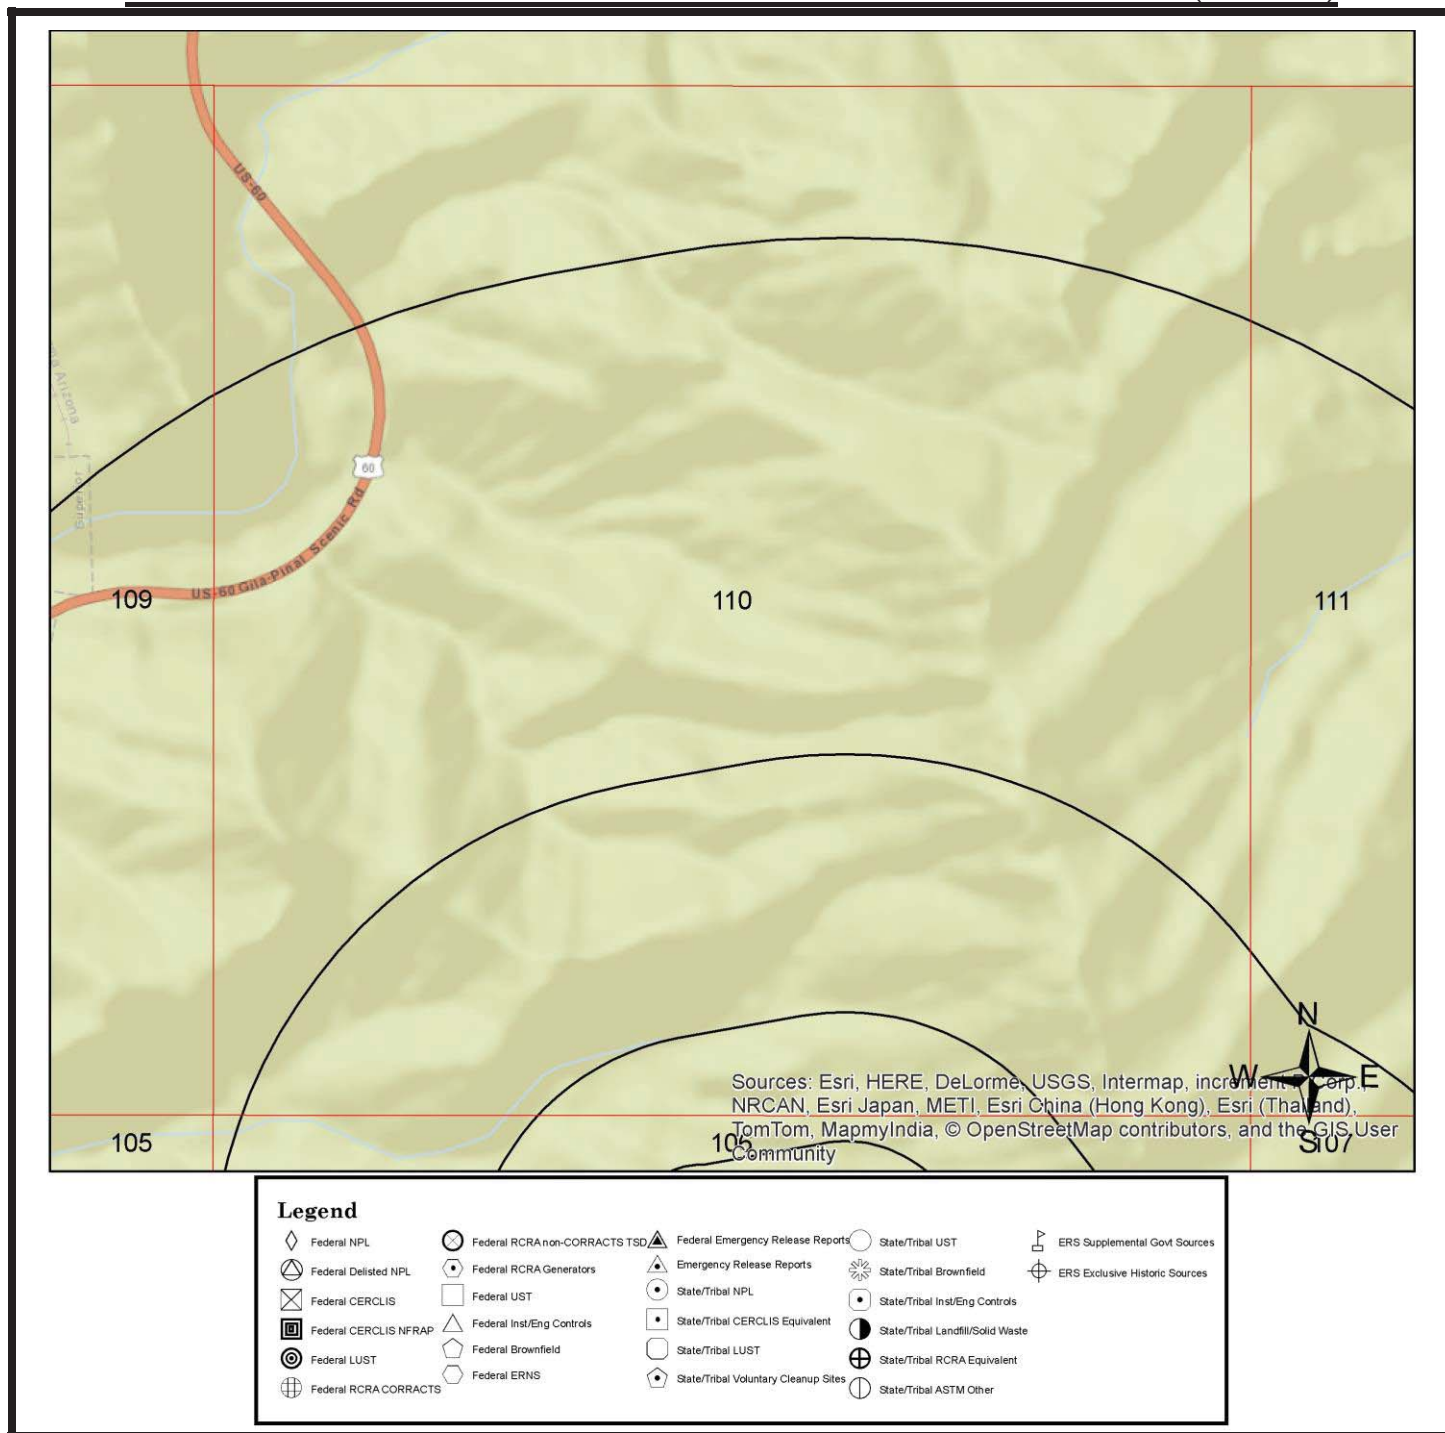 US-60
Arizona
Superior
60
US-60 Gila-Pinal Scenic Rd
109
110
111
N
W
E
Sources: Esri, HERE, DeLorme, USGS, Intermap, increment P Corp.,
NRCAN, Esri Japan, METI, Esri China (Hong Kong), Esri (Thailand),
TomTom, MapmyIndia, © OpenStreetMap contributors, and the GIS User
Community
105
106
S
107
Legend
Federal NPL
Federal Delisted NPL
Federal CERCLIS
Federal CERCLIS NFRAP
Federal LUST
Federal RCRA CORRACTS
Federal RCRA non-CORRACTS TSD
Federal RCRA Generators
Federal UST
Federal Inst/Eng Controls
Federal Brownfield
Federal ERNS
Federal Emergency Release Reports
Emergency Release Reports
State/Tribal NPL
State/Tribal CERCLIS Equivalent
State/Tribal LUST
State/Tribal Voluntary Cleanup Sites
State/Tribal UST
State/Tribal Brownfield
State/Tribal Inst/Eng Controls
State/Tribal Landfill/Solid Waste
State/Tribal RCRA Equivalent
State/Tribal ASTM Other
ERS Supplemental Govt Sources
ERS Exclusive Historic Sources